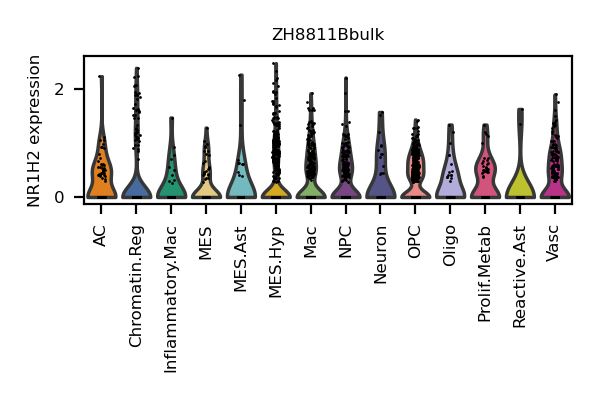 ZH8811Bbulk
NR1H2 expression
2
0
AC
Chromatin.Reg
Inflammatory.Mac
MES
MES.Ast
MES.Hyp
Mac
NPC
Neuron
OPC
Oligo
Prolif.Metab
Reactive.Ast
Vasc